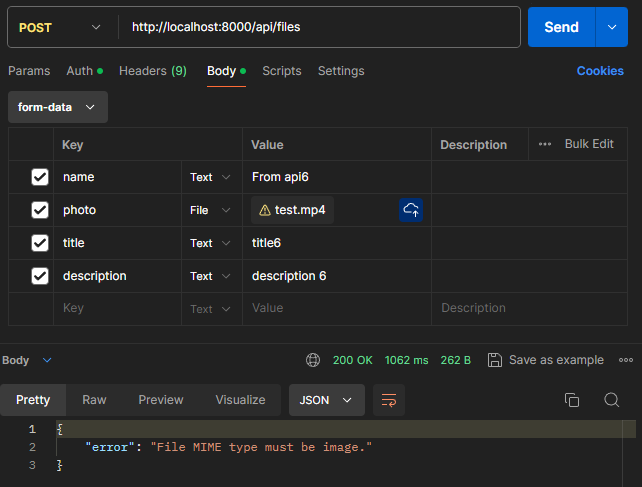 POST http://localhost:8000/api/files Send
Params Auth Headers (9) Body Scripts Settings Cookies
form-data
Key Value Description Bulk Edit
name Text From api6
photo File test.mp4
title Text title6
description Text description 6
Key Text Value Description
Body 200 OK 1062 ms 262 B Save as example
Pretty Raw Preview Visualize JSON
1 {
2 "error": "File MIME type must be image."
3 }